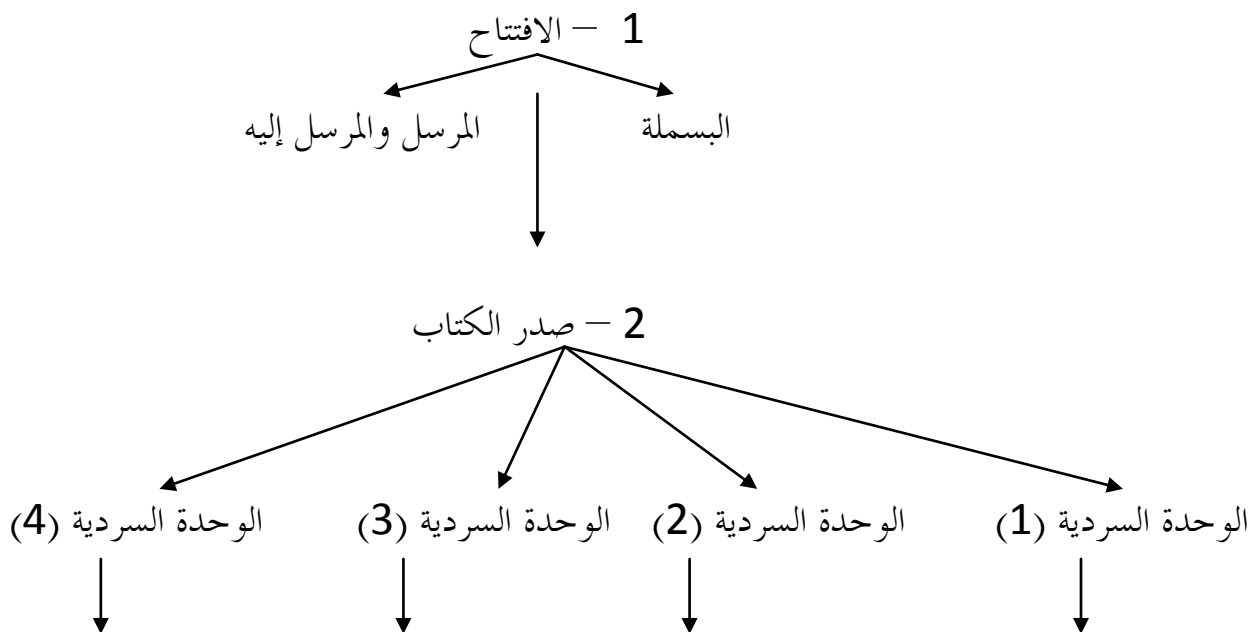 1 – الافتتاح
البسملة
المرسل والمرسل إليه
2 – صدر الكتاب
الوحدة السردية (1)
الوحدة السردية (2)
الوحدة السردية (3)
الوحدة السردية (4)